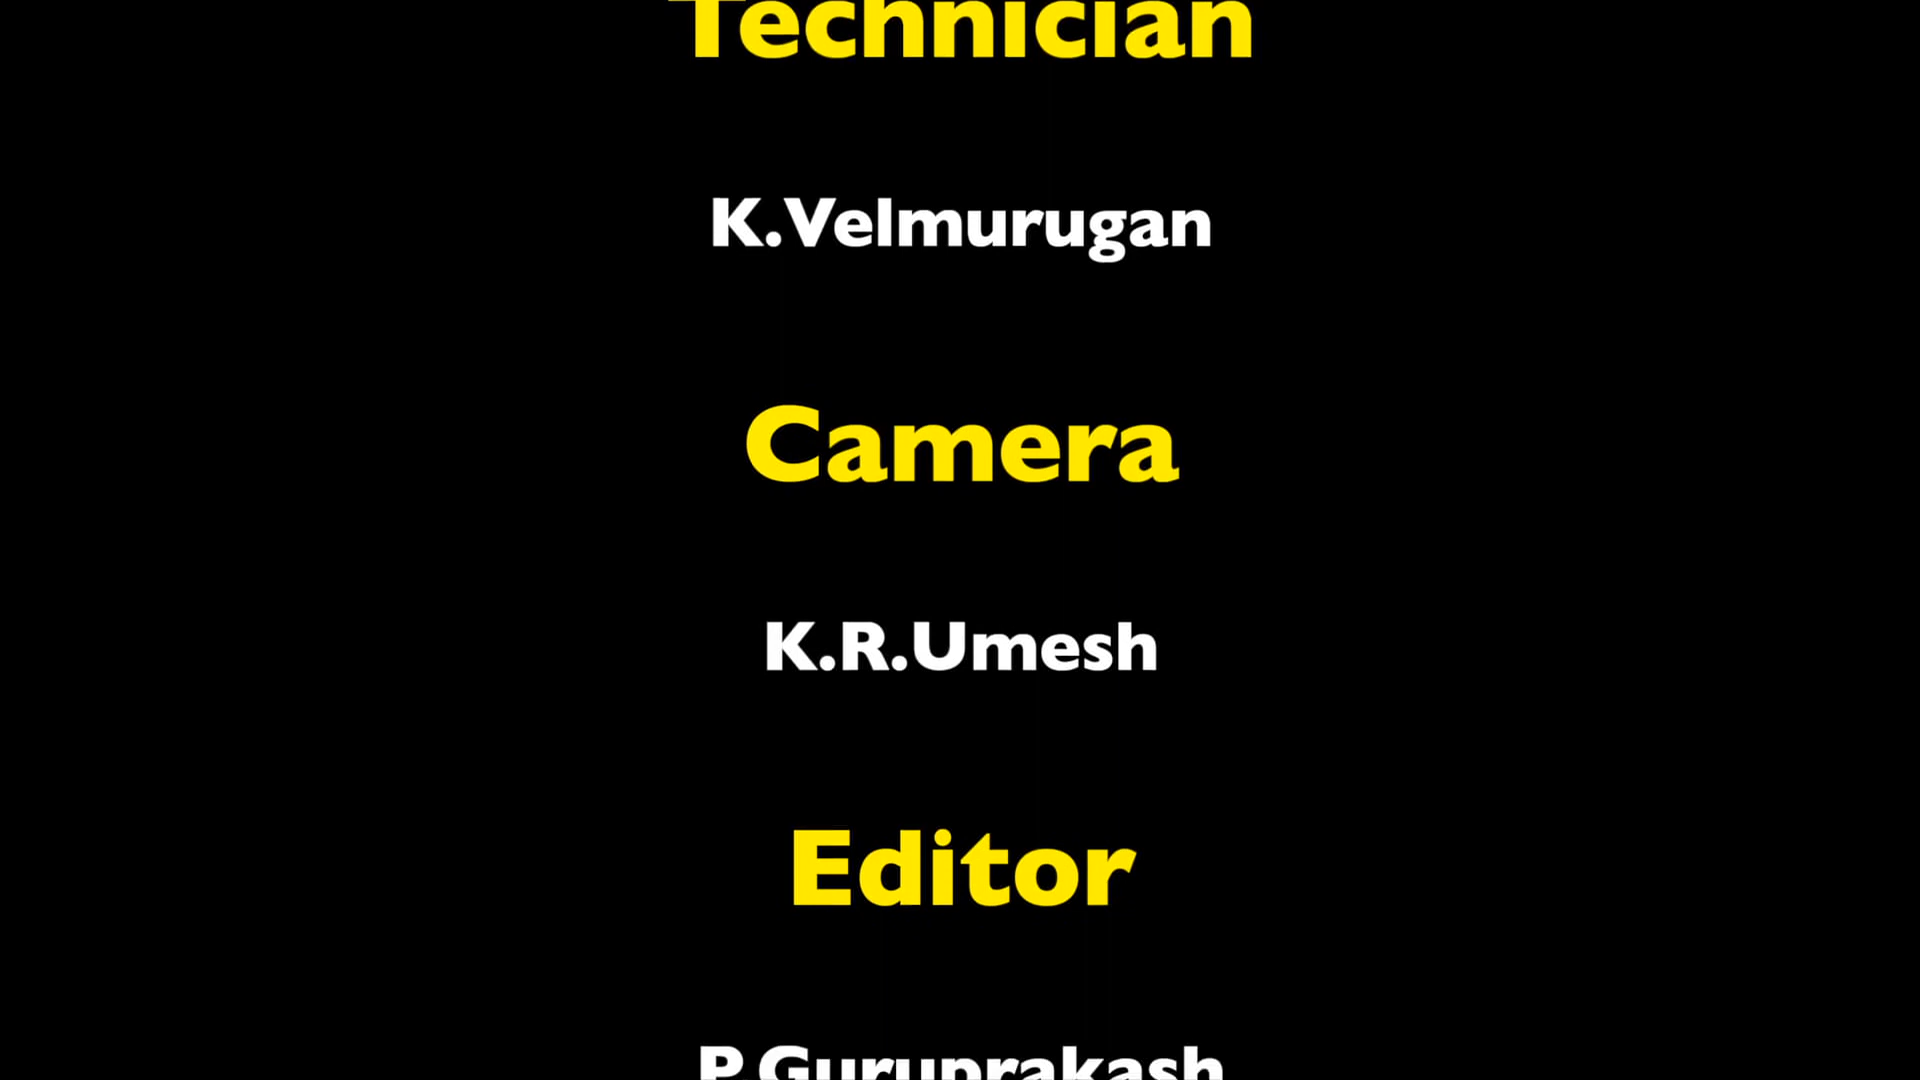 Technician
K.Velmurugan
Camera
K.R.Umesh
Editor
P.Guruprakash